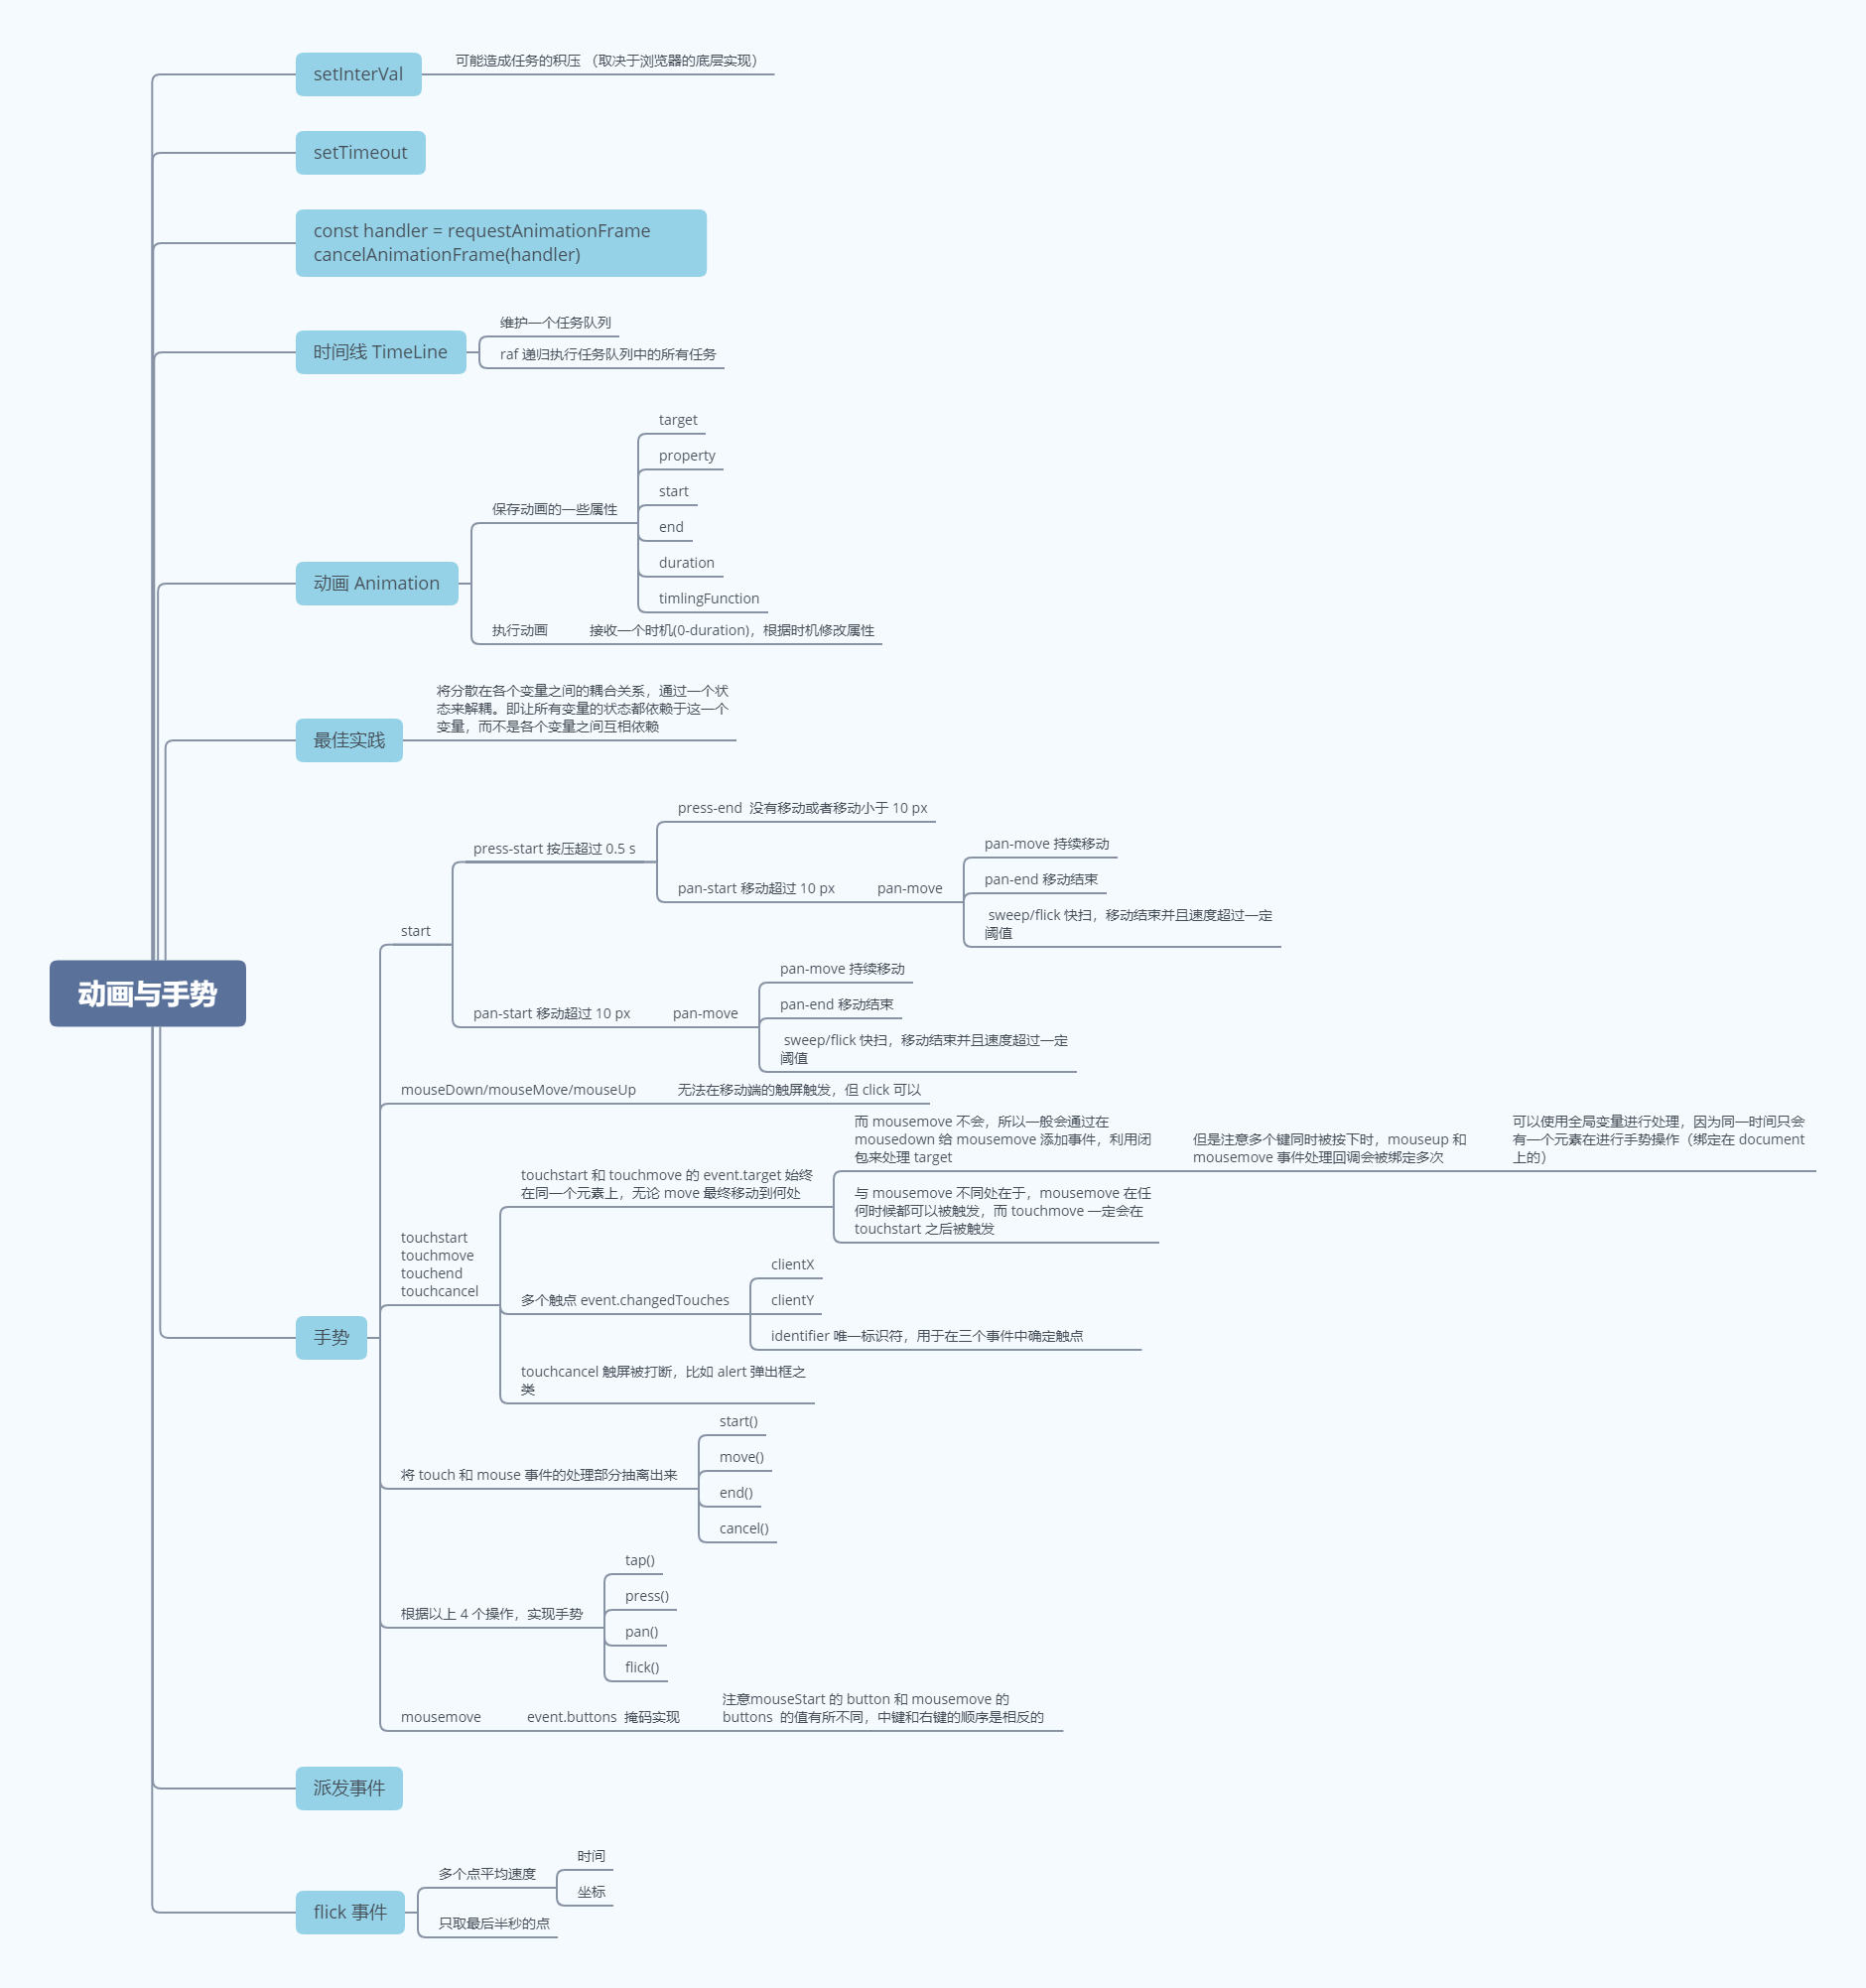 setInterVal
可能造成任务的积压 （取决于浏览器的底层实现）
setTimeout
const handler = requestAnimationFrame
cancelAnimationFrame(handler)
时间线 TimeLine
维护一个任务队列
raf 递归执行任务队列中的所有任务
动画 Animation
保存动画的一些属性
target
property
start
end
duration
timlingFunction
执行动画
接收一个时机(0-duration)，根据时机修改属性
最佳实践
将分散在各个变量之间的耦合关系，通过一个状
态来解耦。即让所有变量的状态都依赖于这一个
变量，而不是各个变量之间互相依赖
动画与手势
手势
start
press-start 按压超过 0.5 s
press-end  没有移动或者移动小于 10 px
pan-start 移动超过 10 px
pan-move
pan-move 持续移动
pan-end 移动结束
sweep/flick 快扫，移动结束并且速度超过一定
阈值
pan-start 移动超过 10 px
pan-move
pan-move 持续移动
pan-end 移动结束
sweep/flick 快扫，移动结束并且速度超过一定
阈值
mouseDown/mouseMove/mouseUp
无法在移动端的触屏触发，但 click 可以
touchstart
touchmove
touchend
touchcancel
touchstart 和 touchmove 的 event.target 始终
在同一个元素上，无论 move 最终移动到何处
而 mousemove 不会，所以一般会通过在
mousedown 给 mousemove 添加事件，利用闭
包来处理 target
但是注意多个键同时被按下时，mouseup 和
mousemove 事件处理回调会被绑定多次
可以使用全局变量进行处理，因为同一时间只会
有一个元素在进行手势操作（绑定在 document
上的）
与 mousemove 不同处在于，mousemove 在任
何时候都可以被触发，而 touchmove 一定会在
touchstart 之后被触发
多个触点 event.changedTouches
clientX
clientY
identifier 唯一标识符，用于在三个事件中确定触点
touchcancel 触屏被打断，比如 alert 弹出框之
类
将 touch 和 mouse 事件的处理部分抽离出来
start()
move()
end()
cancel()
根据以上 4 个操作，实现手势
tap()
press()
pan()
flick()
mousemove
event.buttons  掩码实现
注意mouseStart 的 button 和 mousemove 的
buttons  的值有所不同，中键和右键的顺序是相反的
派发事件
flick 事件
多个点平均速度
时间
坐标
只取最后半秒的点